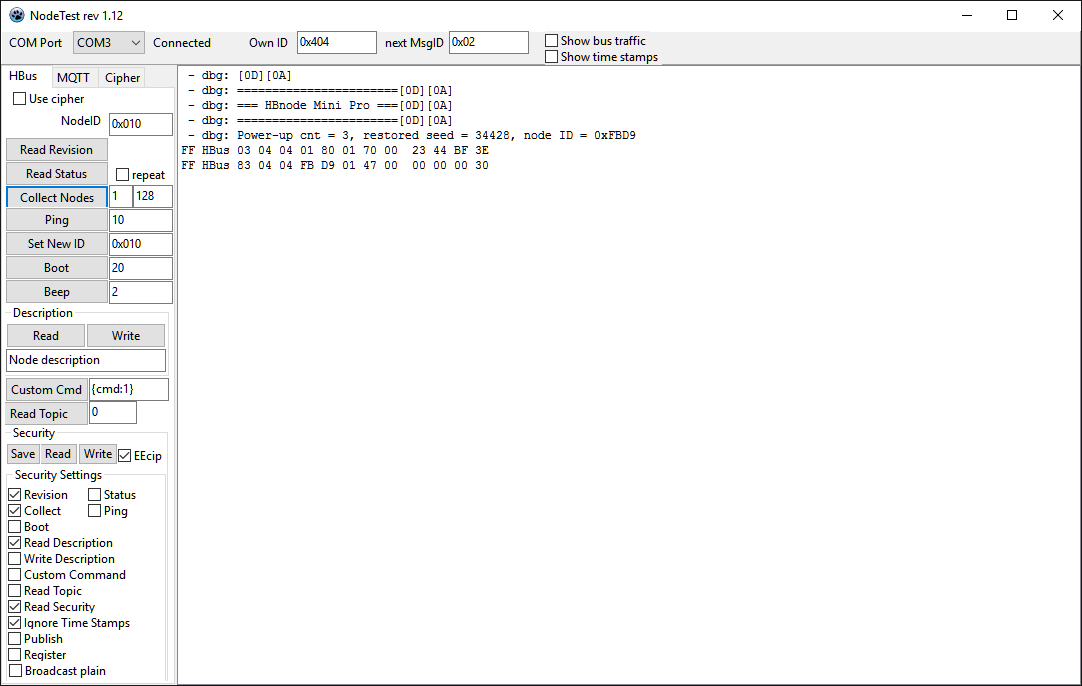 NodeTest rev 1.12
COM Port COM3 Connected Own ID 0x404 next MsgID 0x02 Show bus traffic
Show time stamps
HBus MQTT Cipher
Use cipher
NodeID 0x010
Read Revision
Read Status repeat
Collect Nodes 1 128
Ping 10
Set New ID 0x010
Boot 20
Beep 2
Description
Read Write
Node description
Custom Cmd {cmd:1}
Read Topic 0
Security
Save Read Write EEcip
Security Settings
Revision Status
Collect Ping
Boot
Read Description
Write Description
Custom Command
Read Topic
Read Security
Ignore Time Stamps
Publish
Register
Broadcast plain
- dbg: [0D][0A]
- dbg: =======================[0D][0A]
- dbg: === HBnode Mini Pro ===[0D][0A]
- dbg: =======================[0D][0A]
- dbg: Power-up cnt = 3, restored seed = 34428, node ID = 0xFBD9
FF HBus 03 04 04 01 80 01 70 00  23 44 BF 3E
FF HBus 83 04 04 FB D9 01 47 00  00 00 00 30